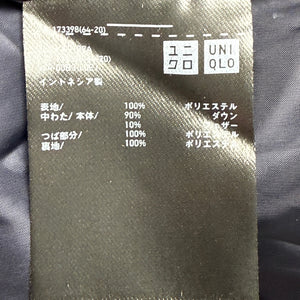 173398(64-20)
ユニ UNI
クロ QLO
インドネシア製
表地/ 100% ポリエステル
中わた/ 本体/ 90% ダウン
10% ザー
つば部分/ 100% ポリエステル
裏地/ 100% ポリエステル